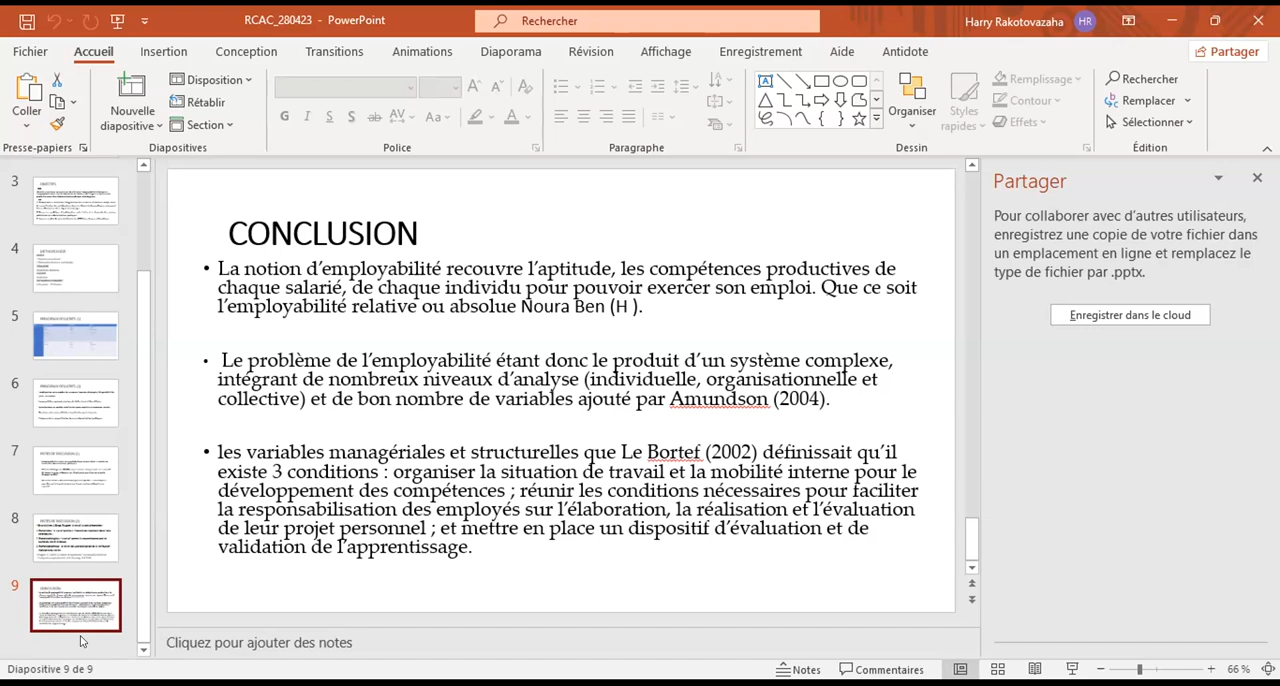 RCAC_280423 - PowerPoint
Rechercher
Harry Rakotovazaha HR
Fichier Accueil Insertion Conception Transitions Animations Diaporama Révision Affichage Enregistrement Aide Antidote Partager
Coller
Presse-papiers
Nouvelle
diapositive
Disposition
Rétablir
Section
Diapositives
G I S S ab AV Aa A
Police
Paragraphe
Organiser
Styles
rapides
Remplissage
Contour
Effets
Dessin
Rechercher
Remplacer
Sélectionner
Édition
3
4
5
6
7
8
9
CONCLUSION
• La notion d’employabilité recouvre l’aptitude, les compétences productives de
chaque salarié, de chaque individu pour pouvoir exercer son emploi. Que ce soit
l’employabilité relative ou absolue Noura Ben (H ).
• Le problème de l’employabilité étant donc le produit d’un système complexe,
intégrant de nombreux niveaux d’analyse (individuelle, organisationnelle et
collective) et de bon nombre de variables ajouté par Amundson (2004).
• les variables managériales et structurelles que Le Bortef (2002) définissait qu’il
existe 3 conditions : organiser la situation de travail et la mobilité interne pour le
développement des compétences ; réunir les conditions nécessaires pour faciliter
la responsabilisation des employés sur l’élaboration, la réalisation et l’évaluation
de leur projet personnel ; et mettre en place un dispositif d’évaluation et de
validation de l’apprentissage.
Cliquez pour ajouter des notes
Partager
Pour collaborer avec d’autres utilisateurs,
enregistrez une copie de votre fichier dans
un emplacement en ligne et remplacez le
type de fichier par .pptx.
Enregistrer dans le cloud
Diapositive 9 de 9
Notes
Commentaires
66 %